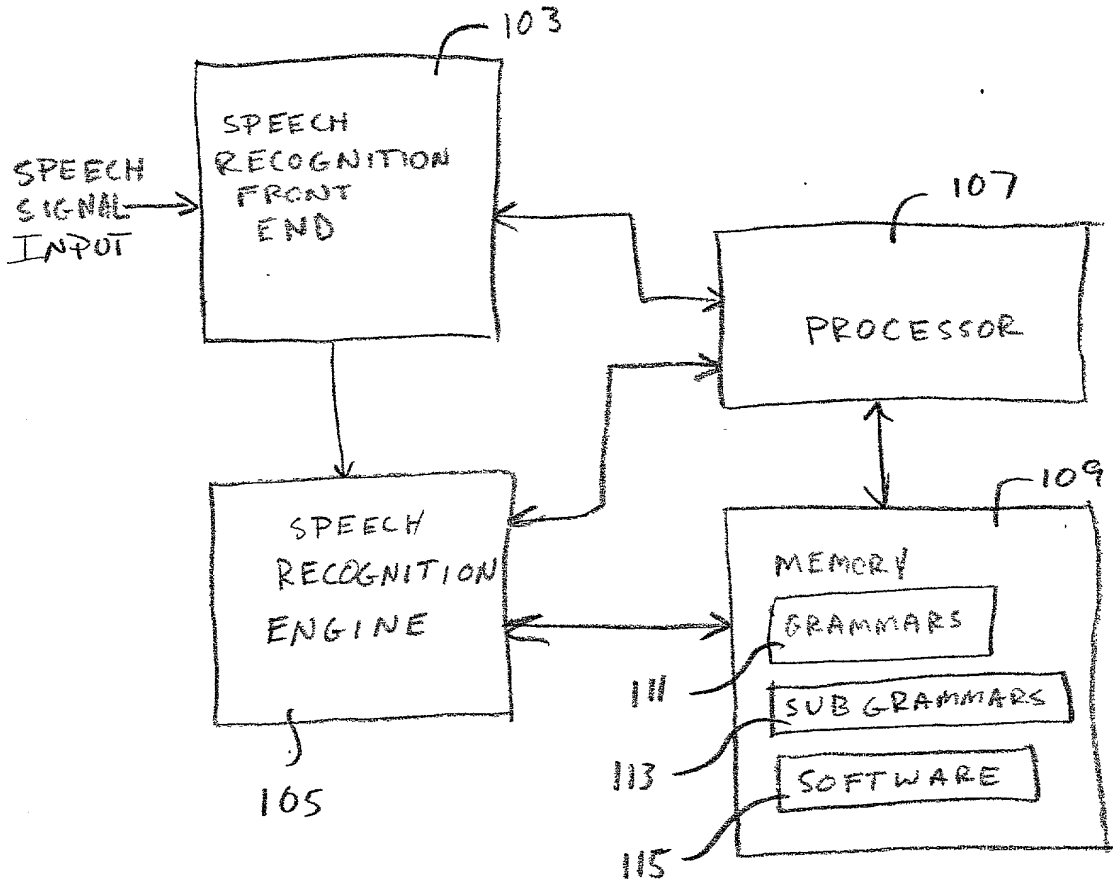 103
SPEECH
RECOGNITION
FRONT
END
SPEECH
SIGNAL
INPUT
107
PROCESSOR
SPEECH
RECOGNITION
ENGINE
105
109
MEMORY
GRAMMARS
111
SUB GRAMMARS
113
SOFTWARE
115